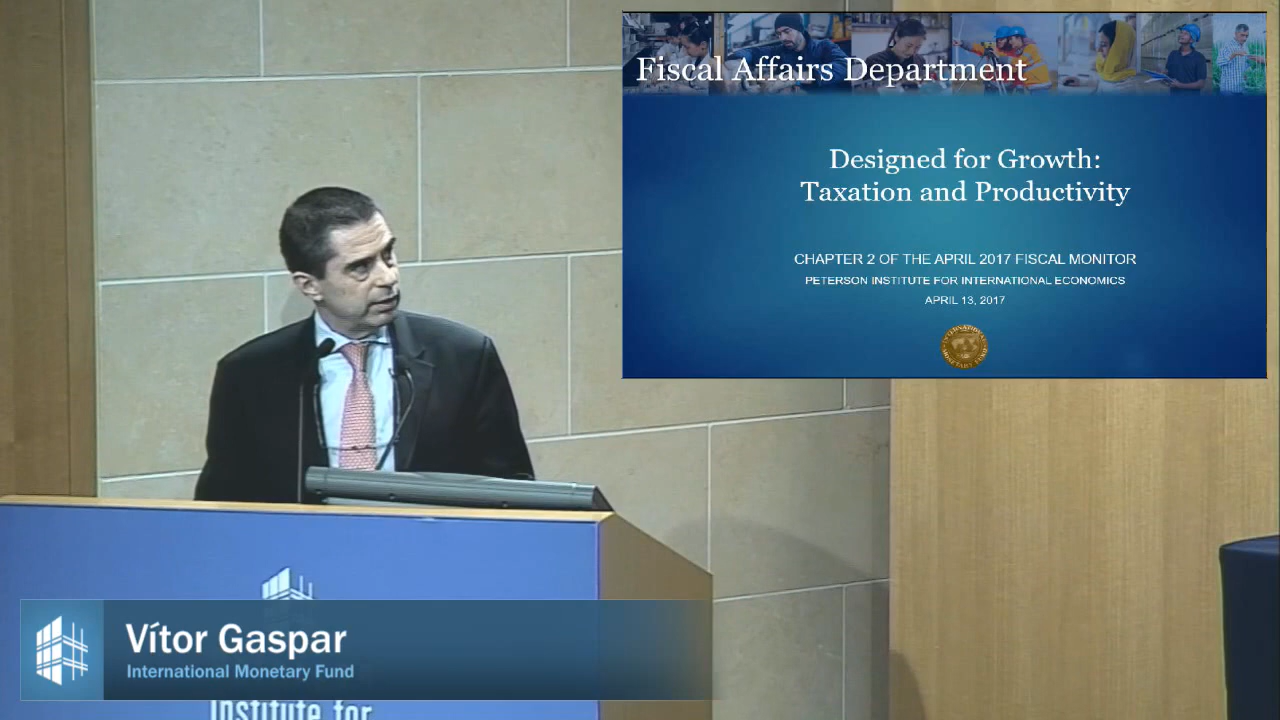 Fiscal Affairs Department
Designed for Growth:
Taxation and Productivity
CHAPTER 2 OF THE APRIL 2017 FISCAL MONITOR
PETERSON INSTITUTE FOR INTERNATIONAL ECONOMICS
APRIL 13, 2017
Vítor Gaspar
International Monetary Fund
Institute for